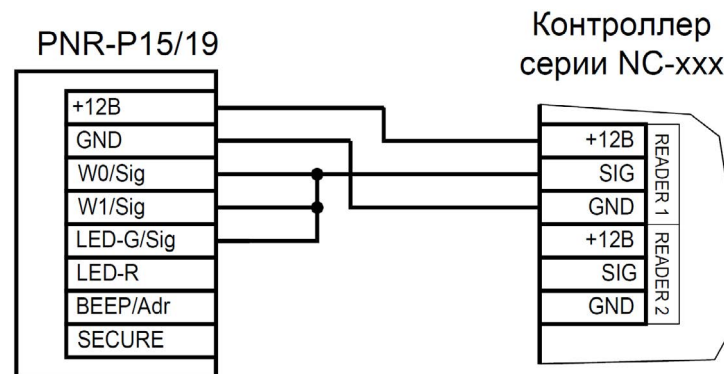 PNR-P15/19
Контроллер
серии NC-xxx
+12В
GND
W0/Sig
W1/Sig
LED-G/Sig
LED-R
BEEP/Adr
SECURE
+12В
SIG
GND
READER 1
+12В
SIG
GND
READER 2